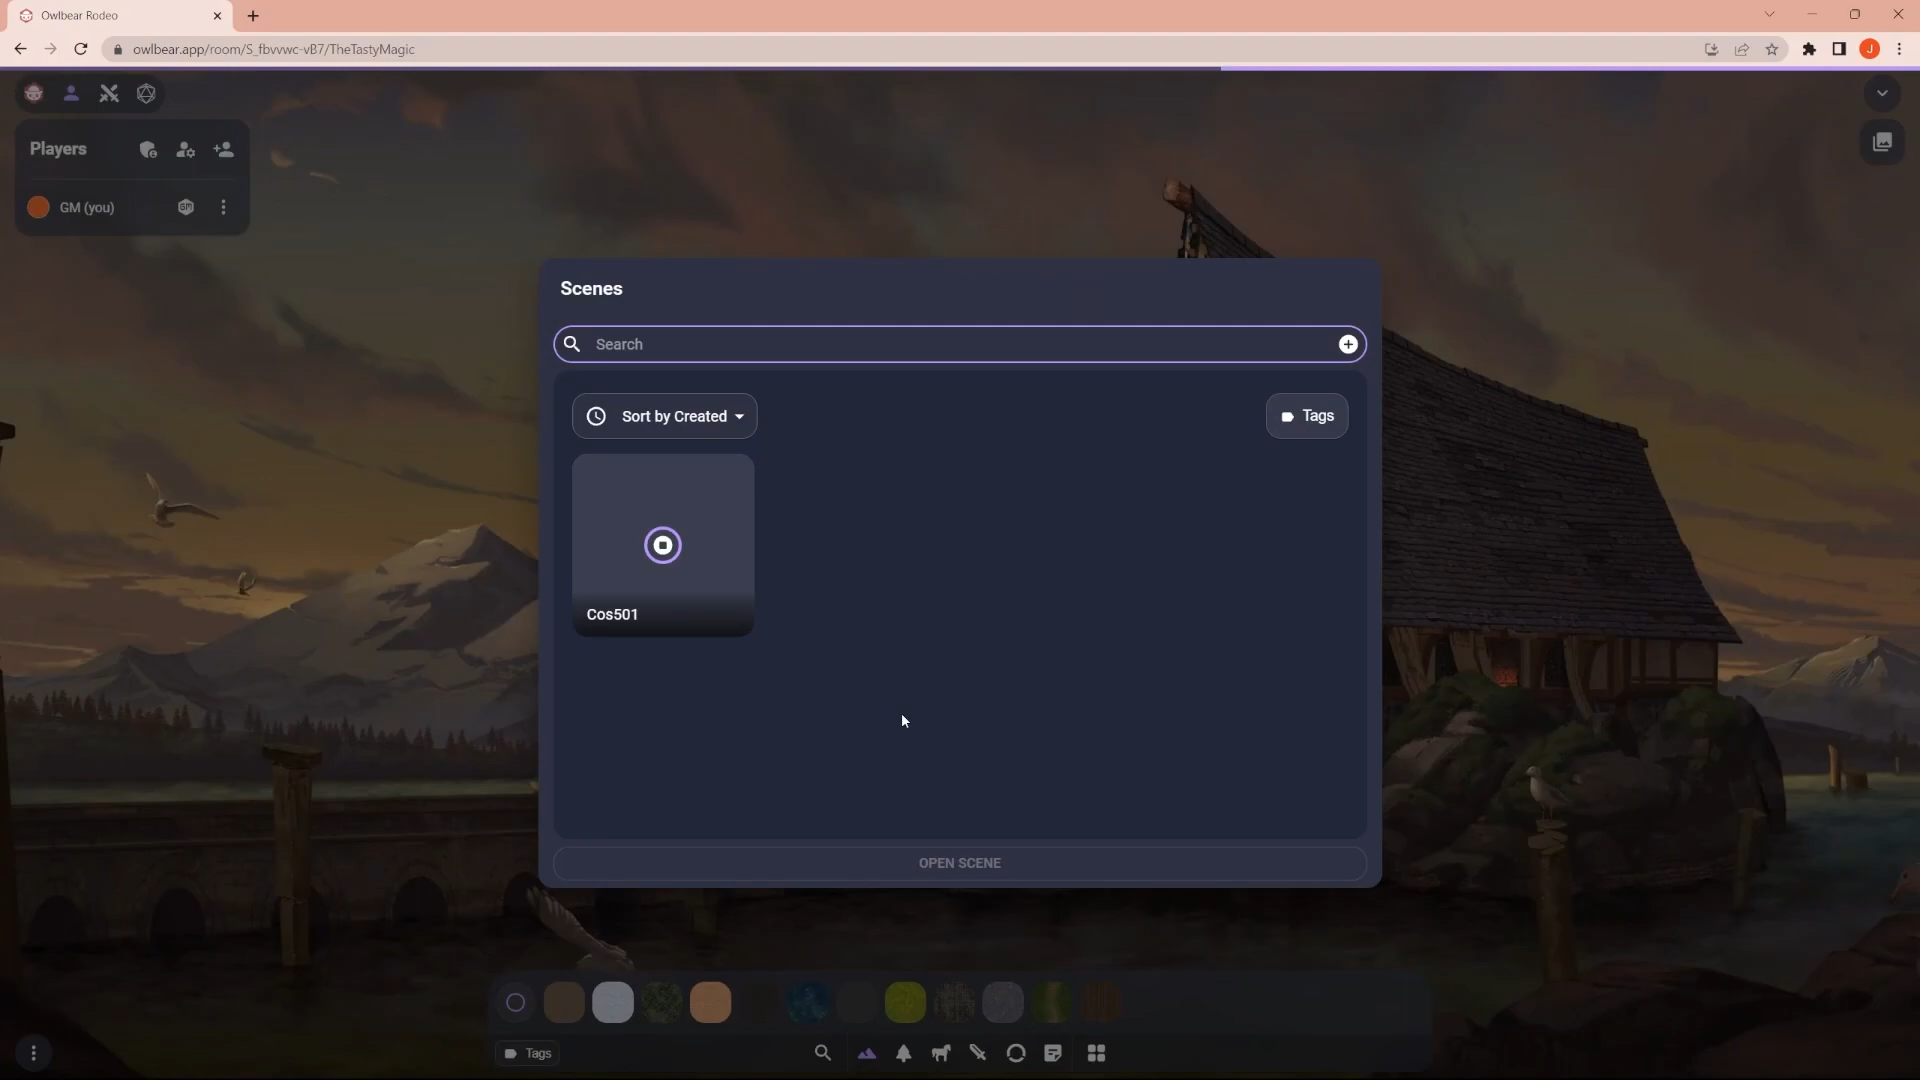 Owlbear Rodeo
owlbear.app/room/S_fbvvwc-vB7/TheTastyMagic
J
Players
GM (you)
GM
Scenes
Search
Sort by Created
Tags
Cos501
OPEN SCENE
Tags